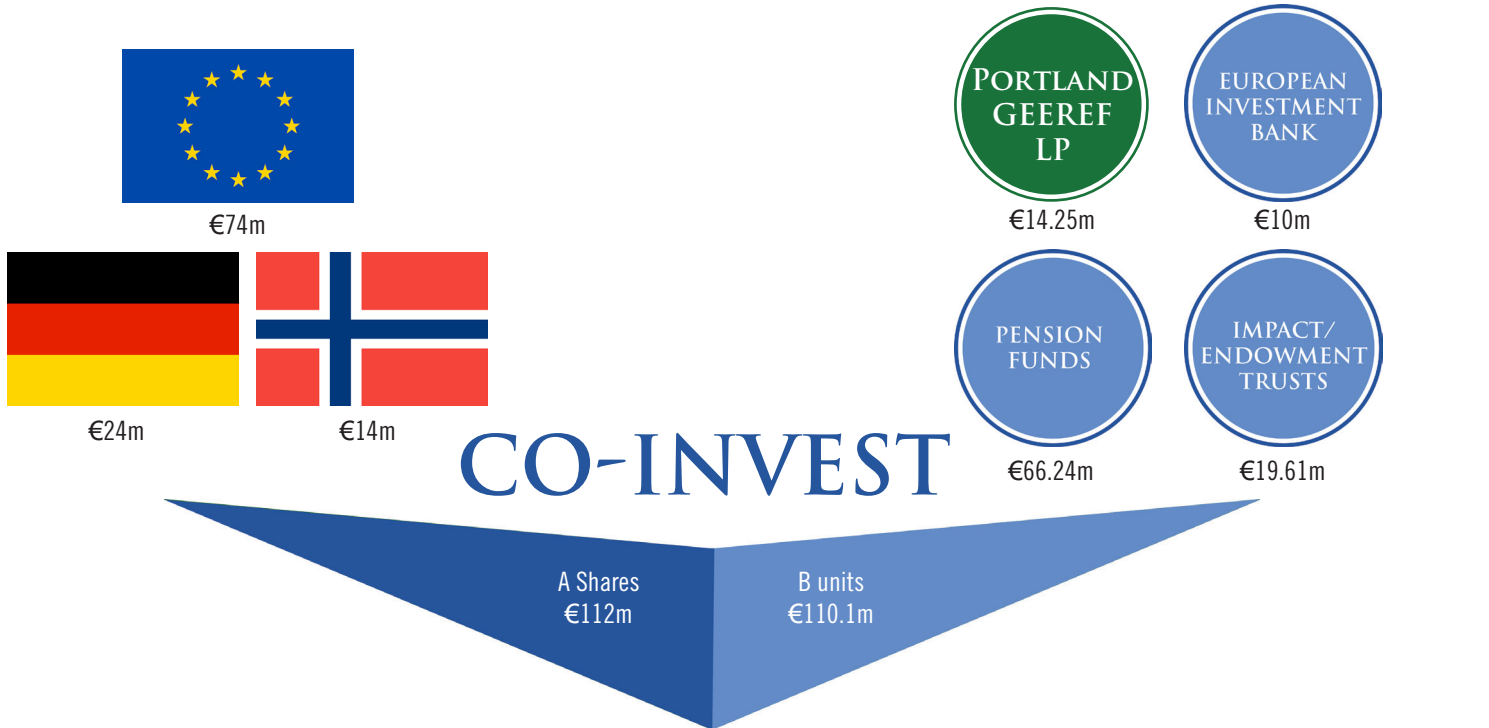 €74m
€24m
€14m
PORTLAND
GEEREF
LP
€14.25m
EUROPEAN
INVESTMENT
BANK
€10m
PENSION
FUNDS
€66.24m
IMPACT/
ENDOWMENT
TRUSTS
€19.61m
CO-INVEST
A Shares
€112m
B units
€110.1m